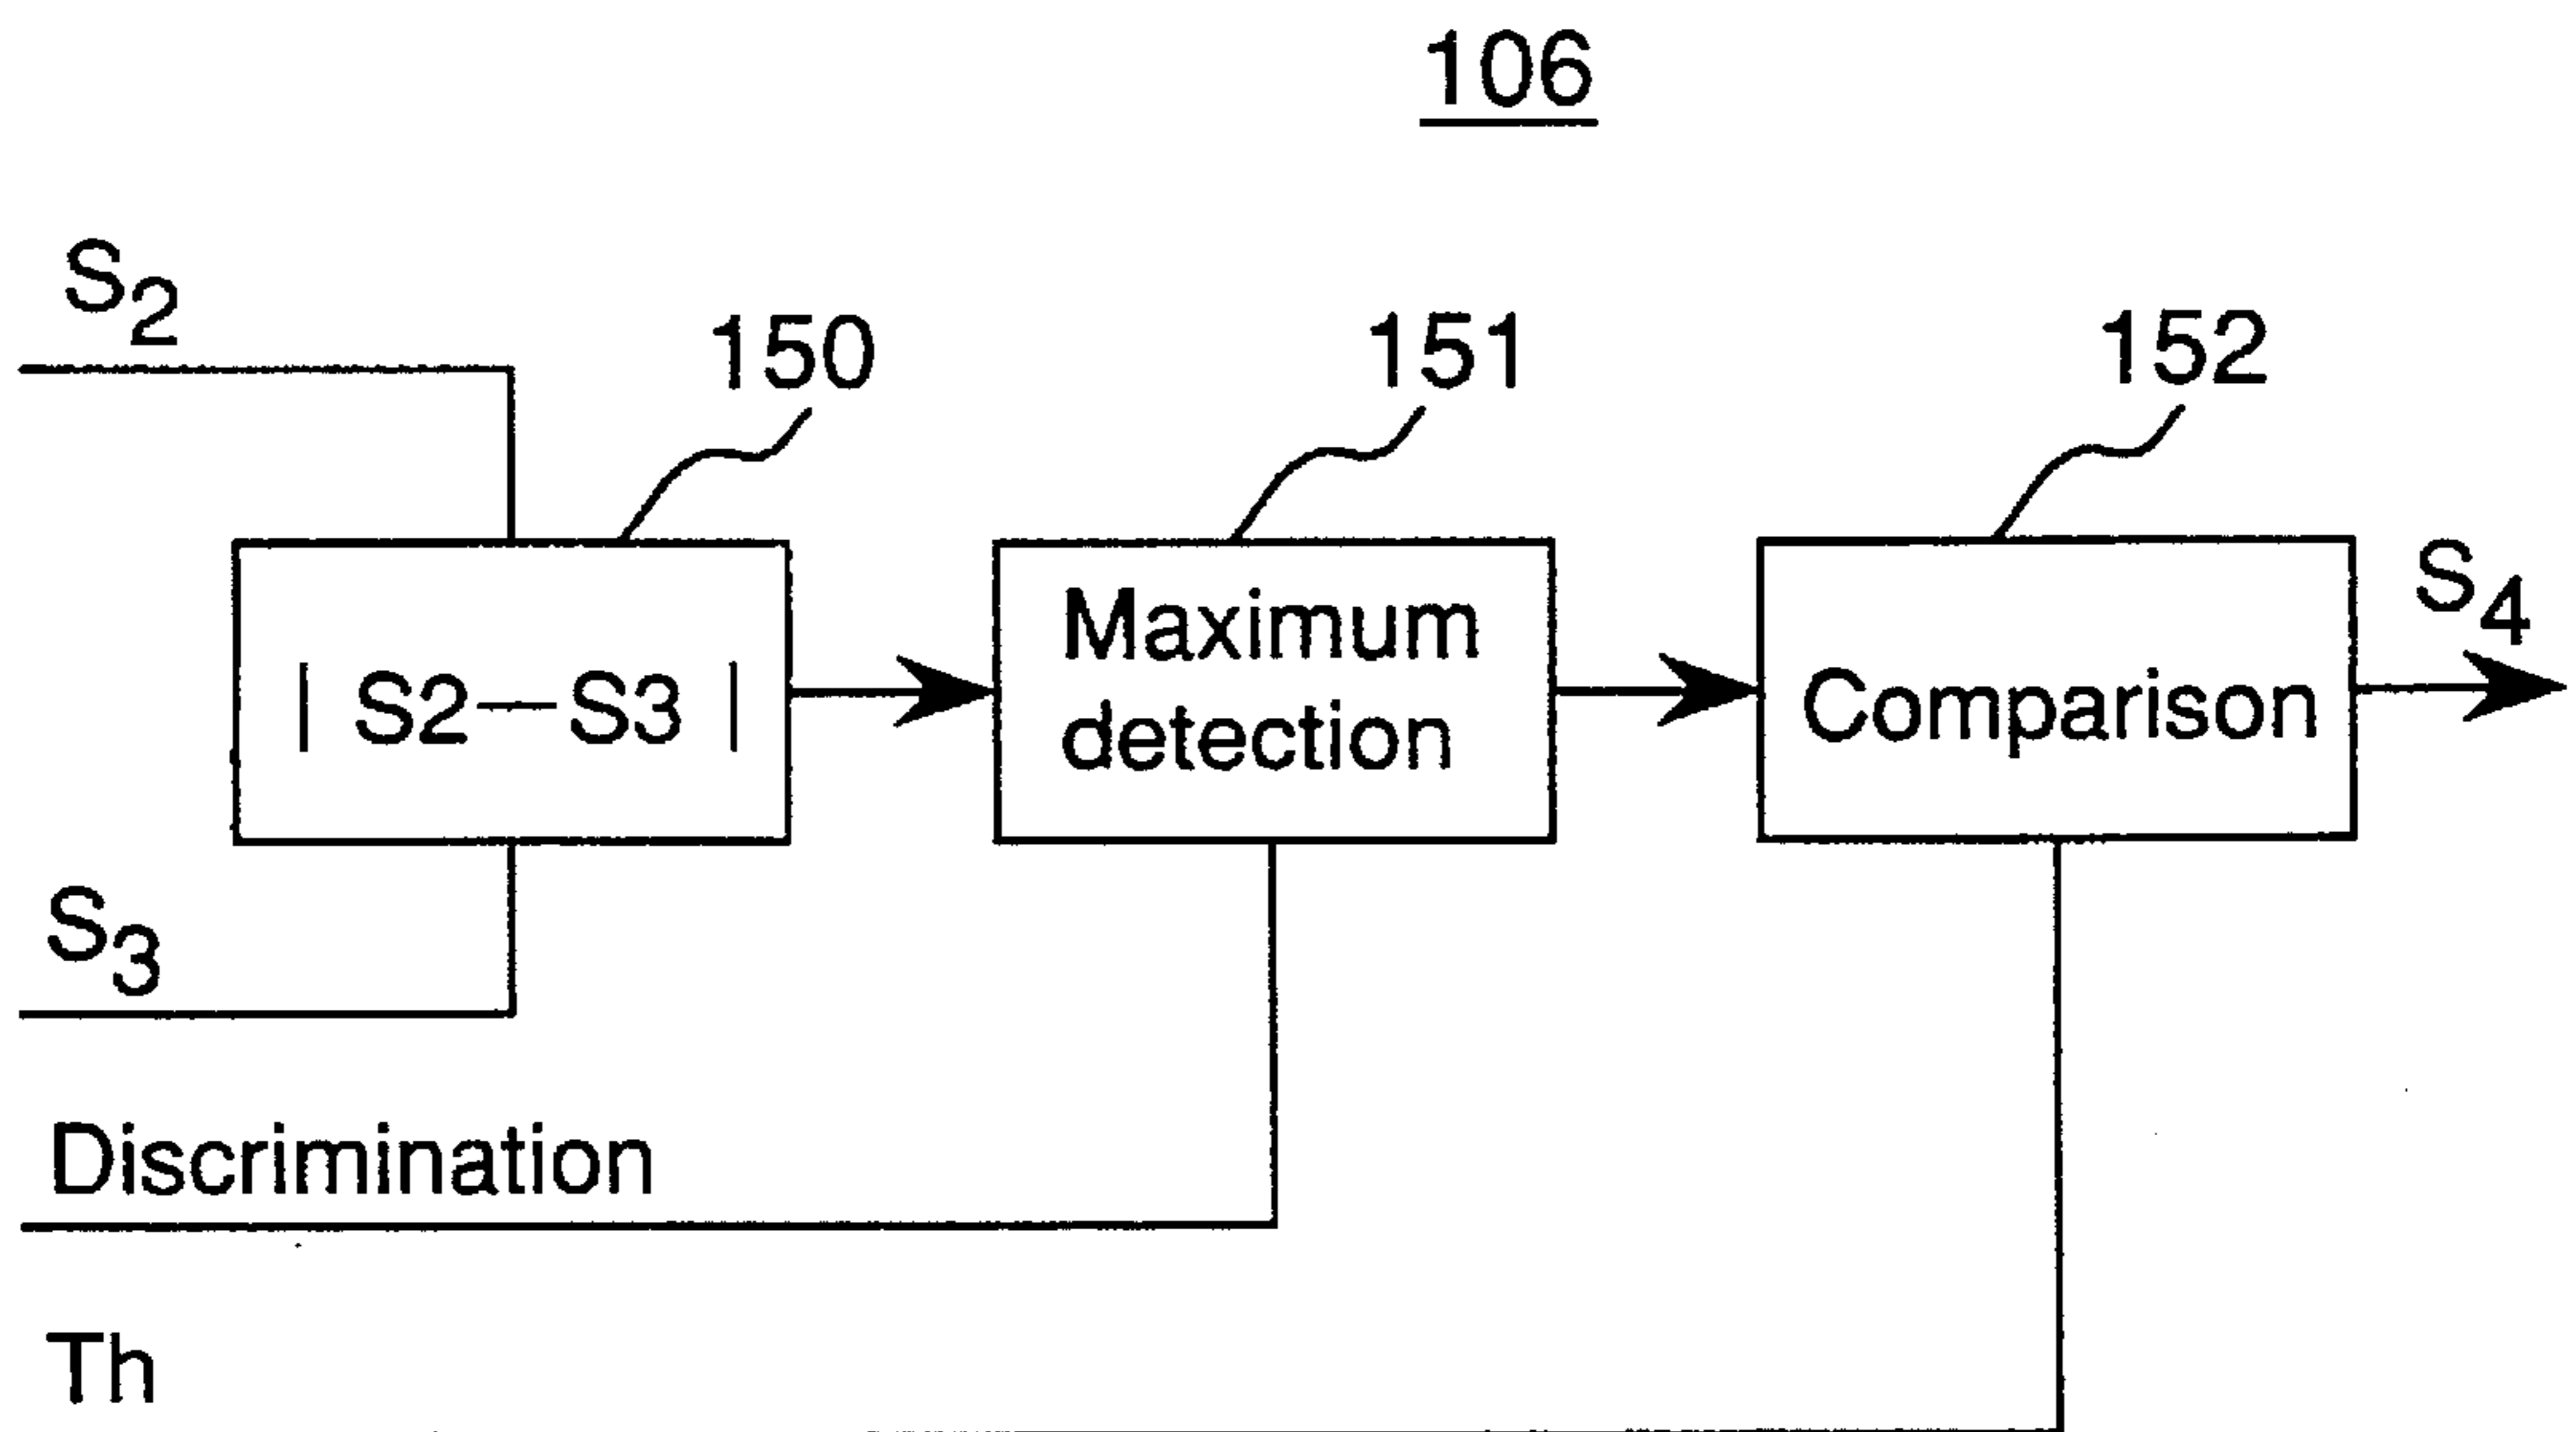 106
S2
150
151
152
| S2—S3 |
Maximum
detection
Comparison
S4
S3
Discrimination
Th